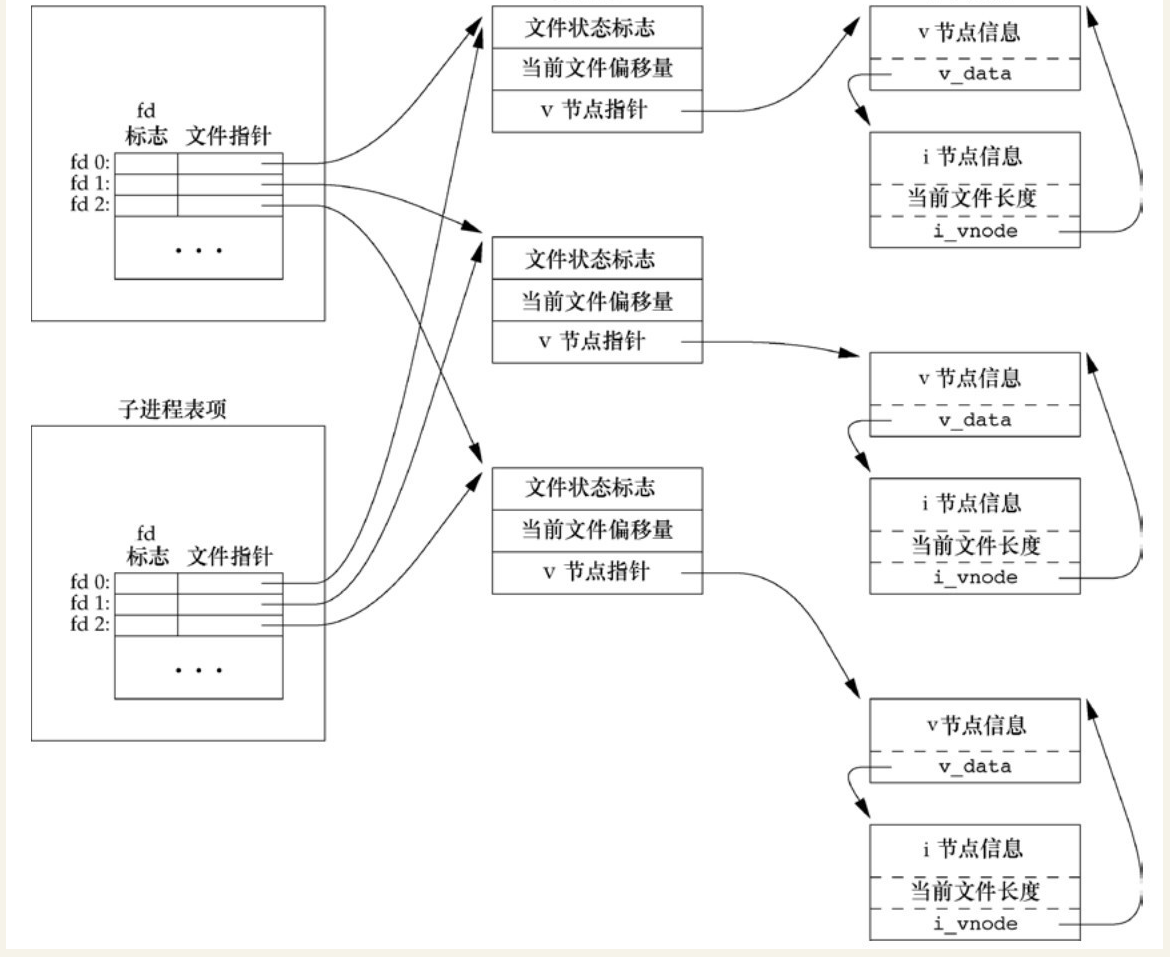 fd
标志 文件指针
fd 0:
fd 1:
fd 2:
• • •
子进程表项
fd
标志 文件指针
fd 0:
fd 1:
fd 2:
• • •
文件状态标志
当前文件偏移量
v 节点指针
文件状态标志
当前文件偏移量
v 节点指针
文件状态标志
当前文件偏移量
v 节点指针
v 节点信息
v_data
i 节点信息
当前文件长度
i_vnode
v 节点信息
v_data
i 节点信息
当前文件长度
i_vnode
v节点信息
v_data
i 节点信息
当前文件长度
i_vnode